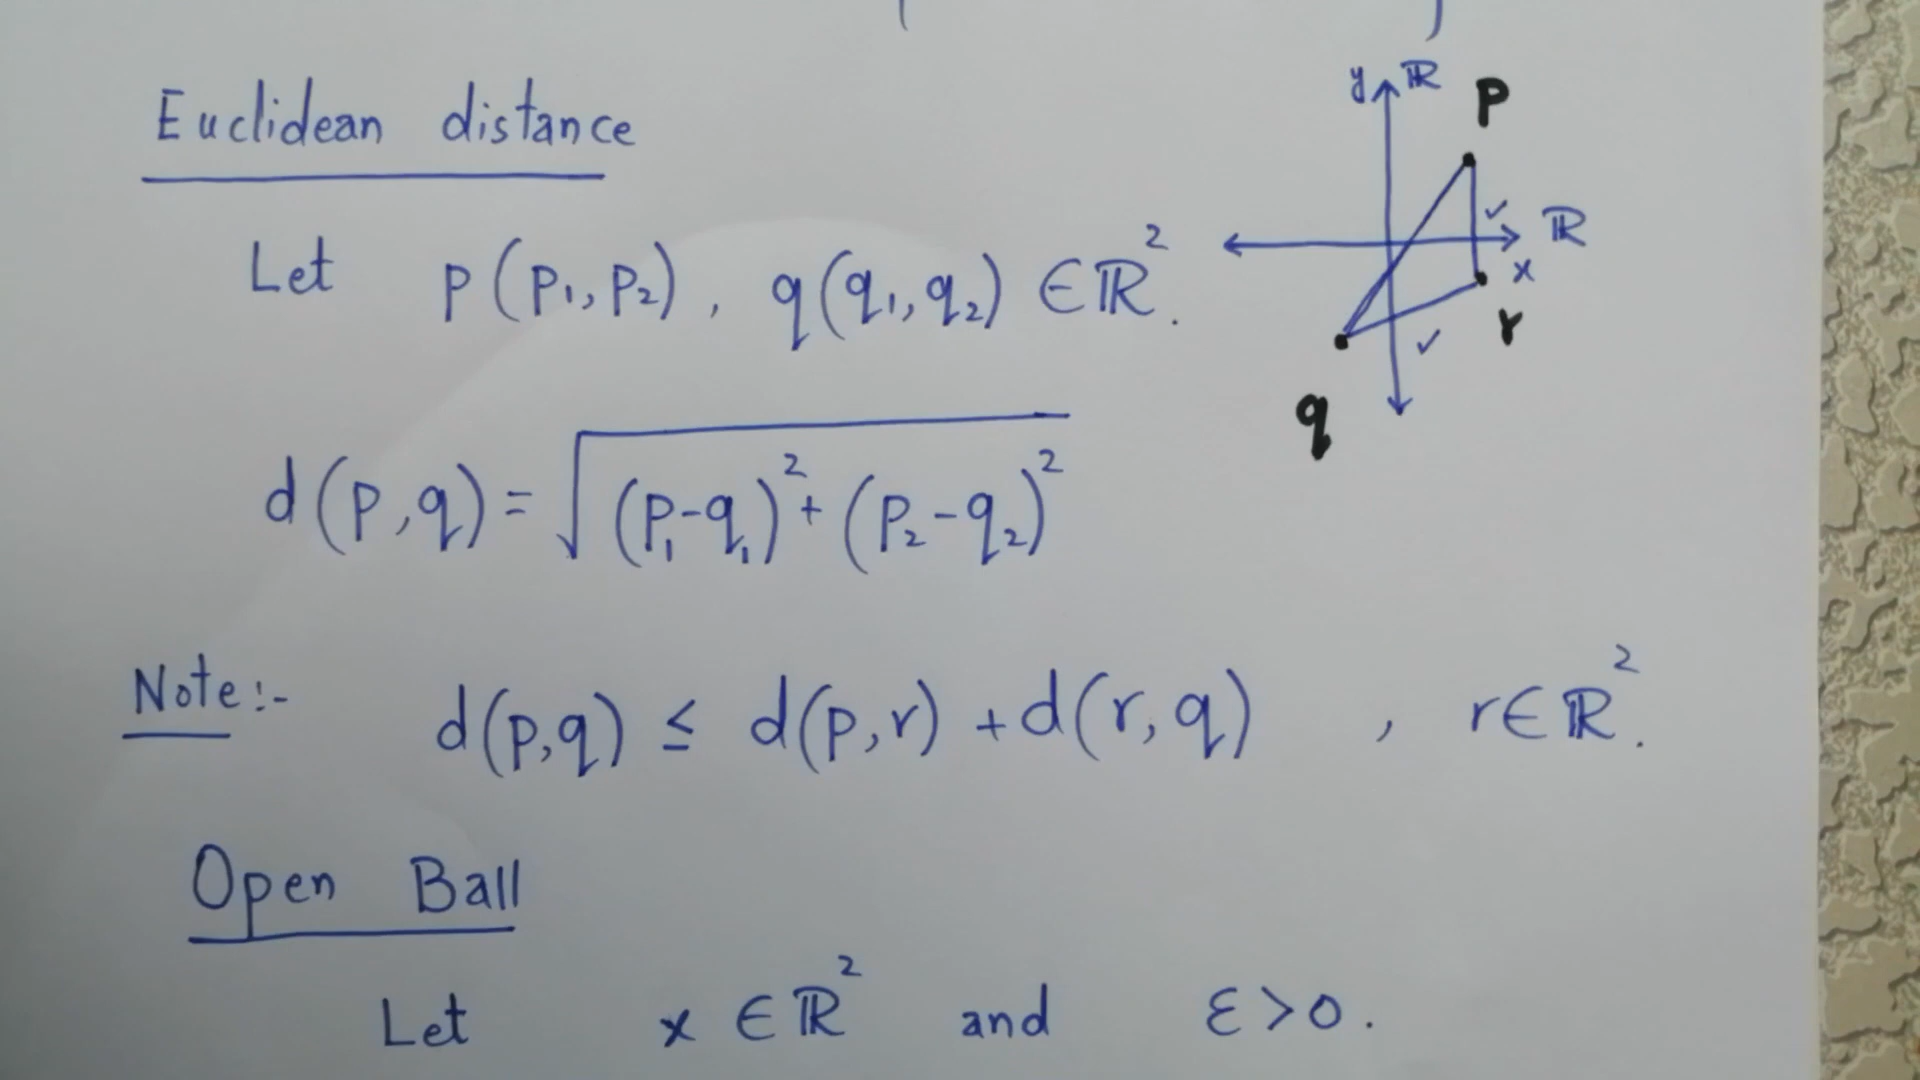 Euclidean distance
Let p(p₁,p₂), q(q₁,q₂) ∈ ℝ².
d(p,q) = √((p₁-q₁)² + (p₂-q₂)²)
Note:- d(p,q) ≤ d(p,r) + d(r,q) , r∈ℝ².
Open Ball
Let x ∈ ℝ² and ε>0.
y ℝ
p
ℝ
x
r
q